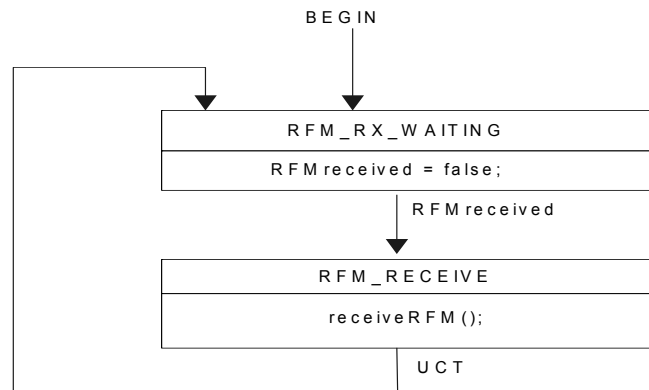 BEGIN
RFM_RX_WAITING
RFMreceived = false;
RFMreceived
RFM_RECEIVE
receiveRFM();
UCT